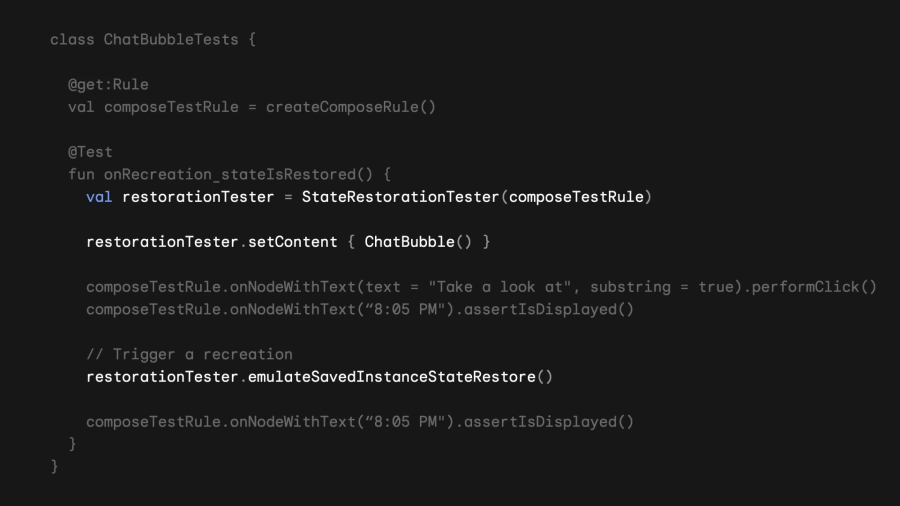 class ChatBubbleTests {
@get:Rule
val composeTestRule = createComposeRule()
@Test
fun onRecreation_stateIsRestored() {
val restorationTester = StateRestorationTester(composeTestRule)
restorationTester.setContent { ChatBubble() }
composeTestRule.onNodeWithText(text = "Take a look at", substring = true).performClick()
composeTestRule.onNodeWithText(“8:05 PM").assertIsDisplayed()
// Trigger a recreation
restorationTester.emulateSavedInstanceStateRestore()
composeTestRule.onNodeWithText(“8:05 PM").assertIsDisplayed()
}
}